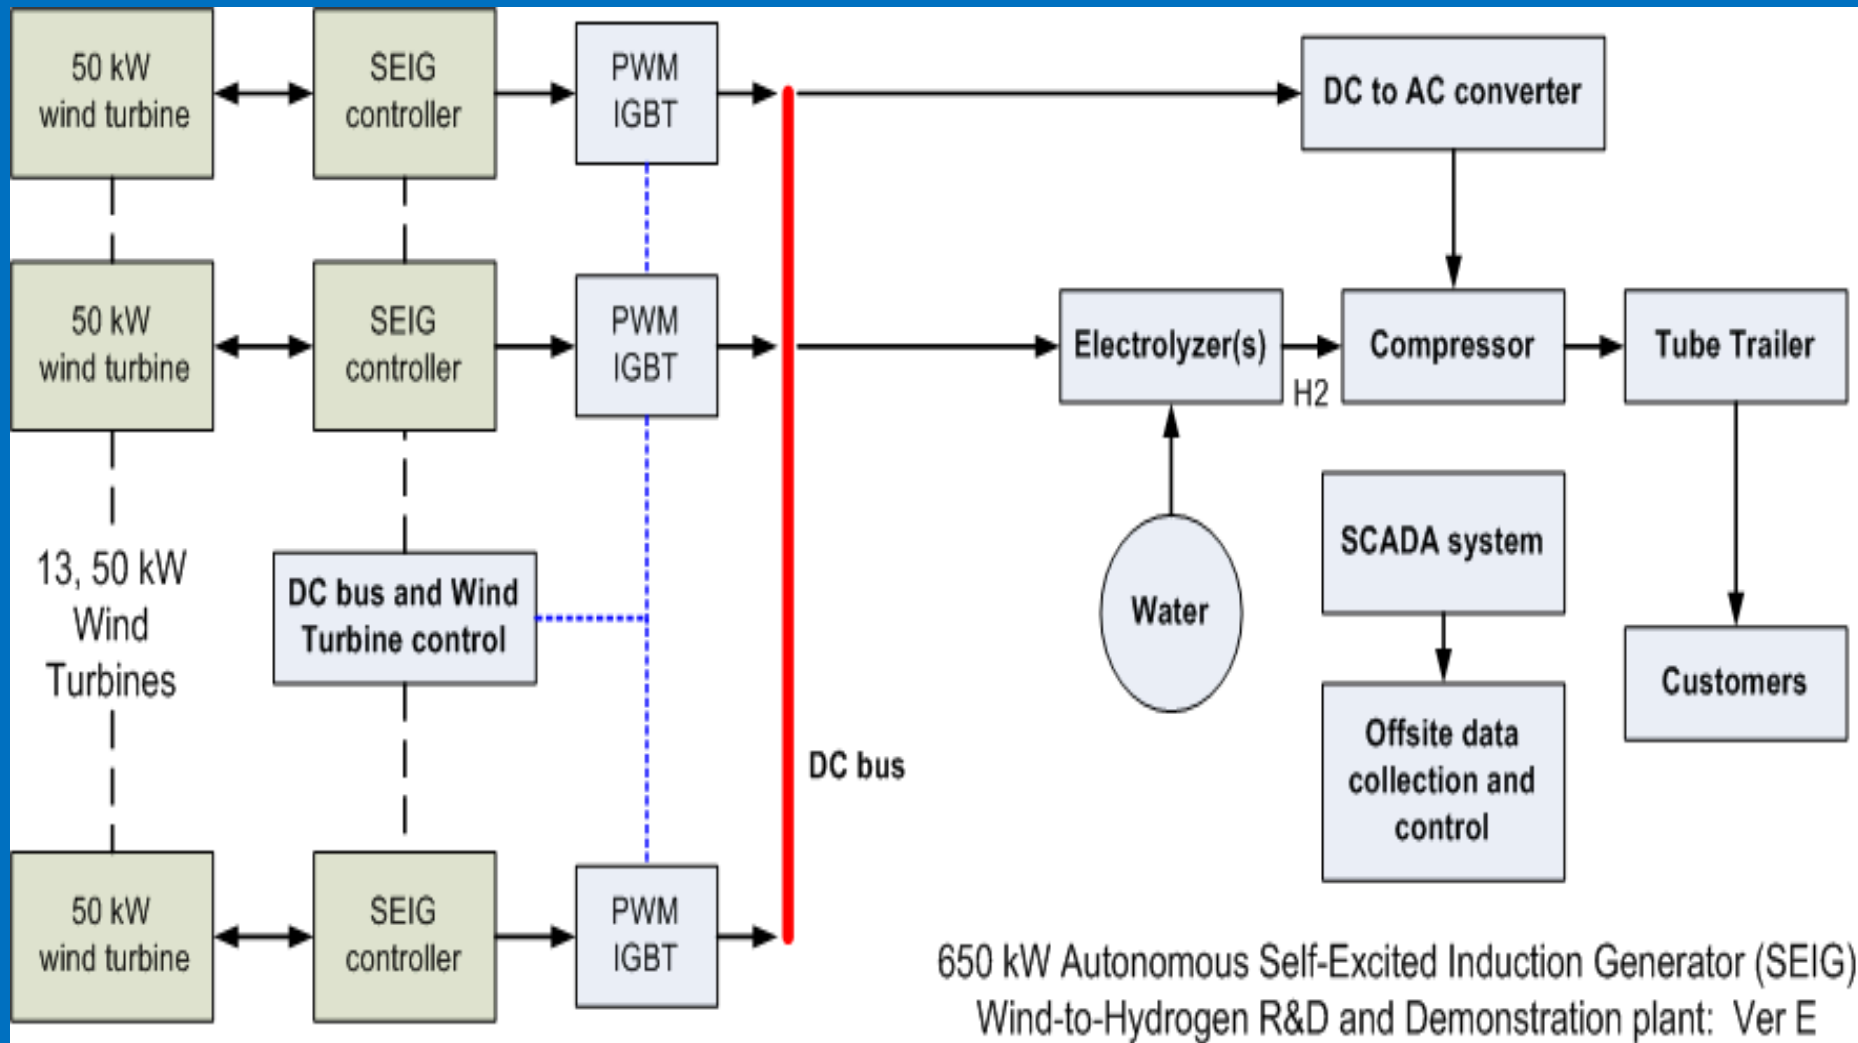 50 kW
wind turbine
SEIG
controller
PWM
IGBT
DC to AC converter
50 kW
wind turbine
SEIG
controller
PWM
IGBT
Electrolyzer(s)
H2
Compressor
Tube Trailer
13, 50 kW
Wind
Turbines
DC bus and Wind
Turbine control
Water
SCADA system
Customers
Offsite data
collection and
control
DC bus
50 kW
wind turbine
SEIG
controller
PWM
IGBT
650 kW Autonomous Self-Excited Induction Generator (SEIG)
Wind-to-Hydrogen R&D and Demonstration plant: Ver E